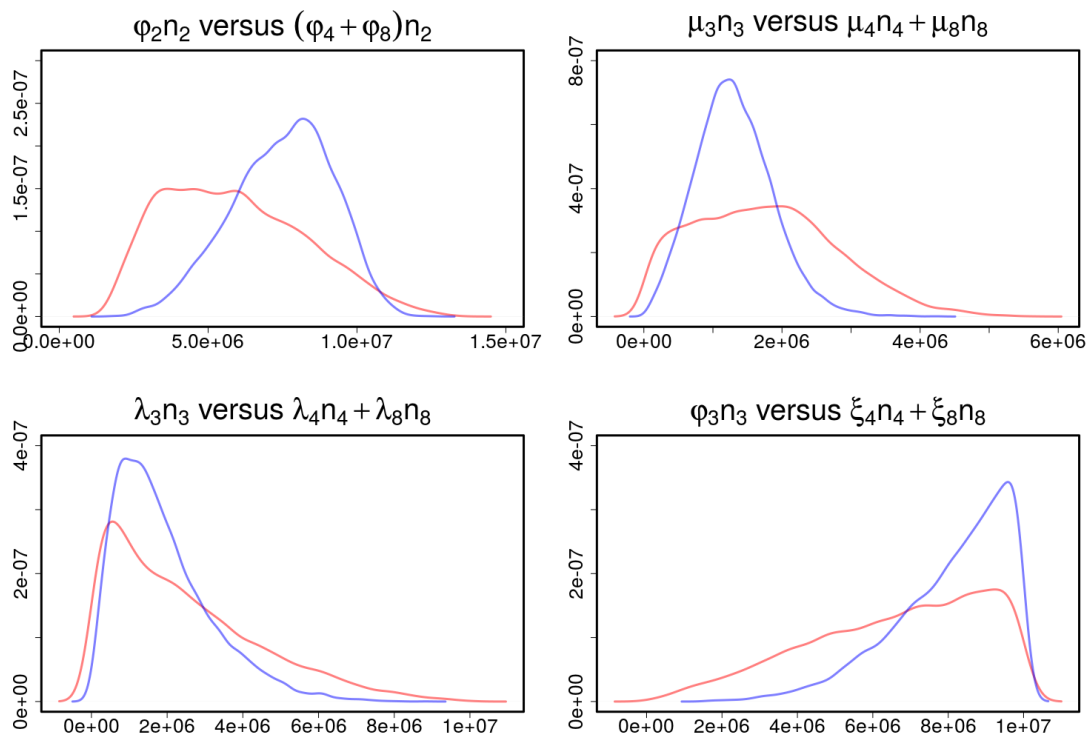 φ₂n₂ versus (φ₄+φ₈)n₂
0.0e+00 1.5e-07 2.5e-07
0.0e+00 5.0e+06 1.0e+07 1.5e+07
μ₃n₃ versus μ₄n₄+μ₈n₈
0e+00 4e-07 8e-07
0e+00 2e+06 4e+06 6e+06
λ₃n₃ versus λ₄n₄+λ₈n₈
0e+00 2e-07 4e-07
0e+00 2e+06 4e+06 6e+06 8e+06 1e+07
φ₃n₃ versus ξ₄n₄+ξ₈n₈
0e+00 2e-07 4e-07
0e+00 2e+06 4e+06 6e+06 8e+06 1e+07